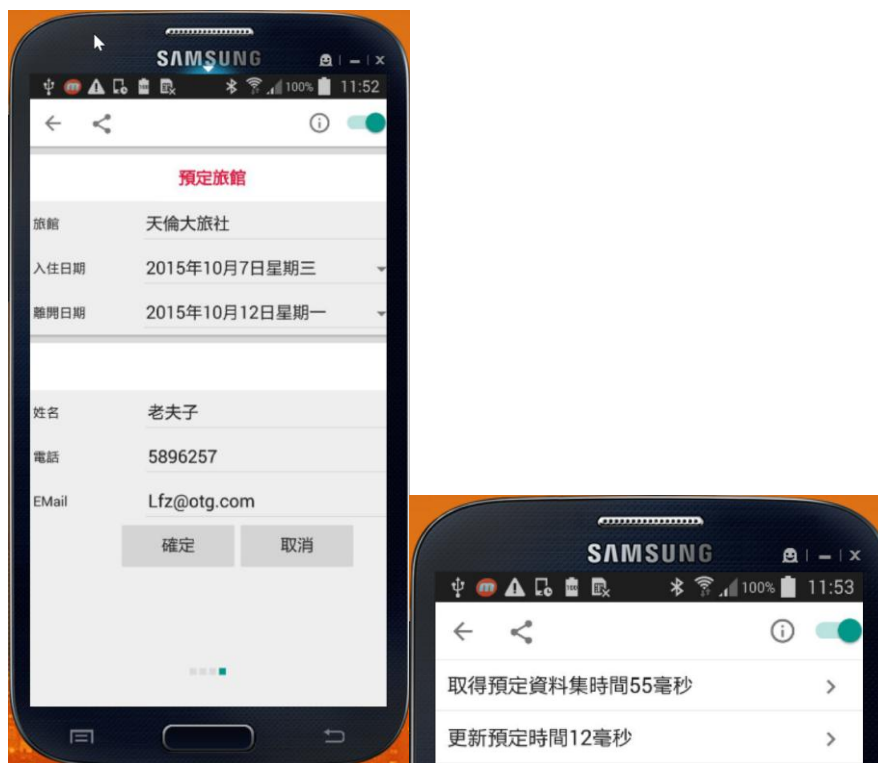 SAMSUNG
100% 11:52
預定旅館
旅館 天倫大旅社
入住日期 2015年10月7日星期三
離開日期 2015年10月12日星期一
姓名 老夫子
電話 5896257
EMail Lfz@otg.com
確定 取消
SAMSUNG
100% 11:53
取得預定資料集時間55毫秒
更新預定時間12毫秒